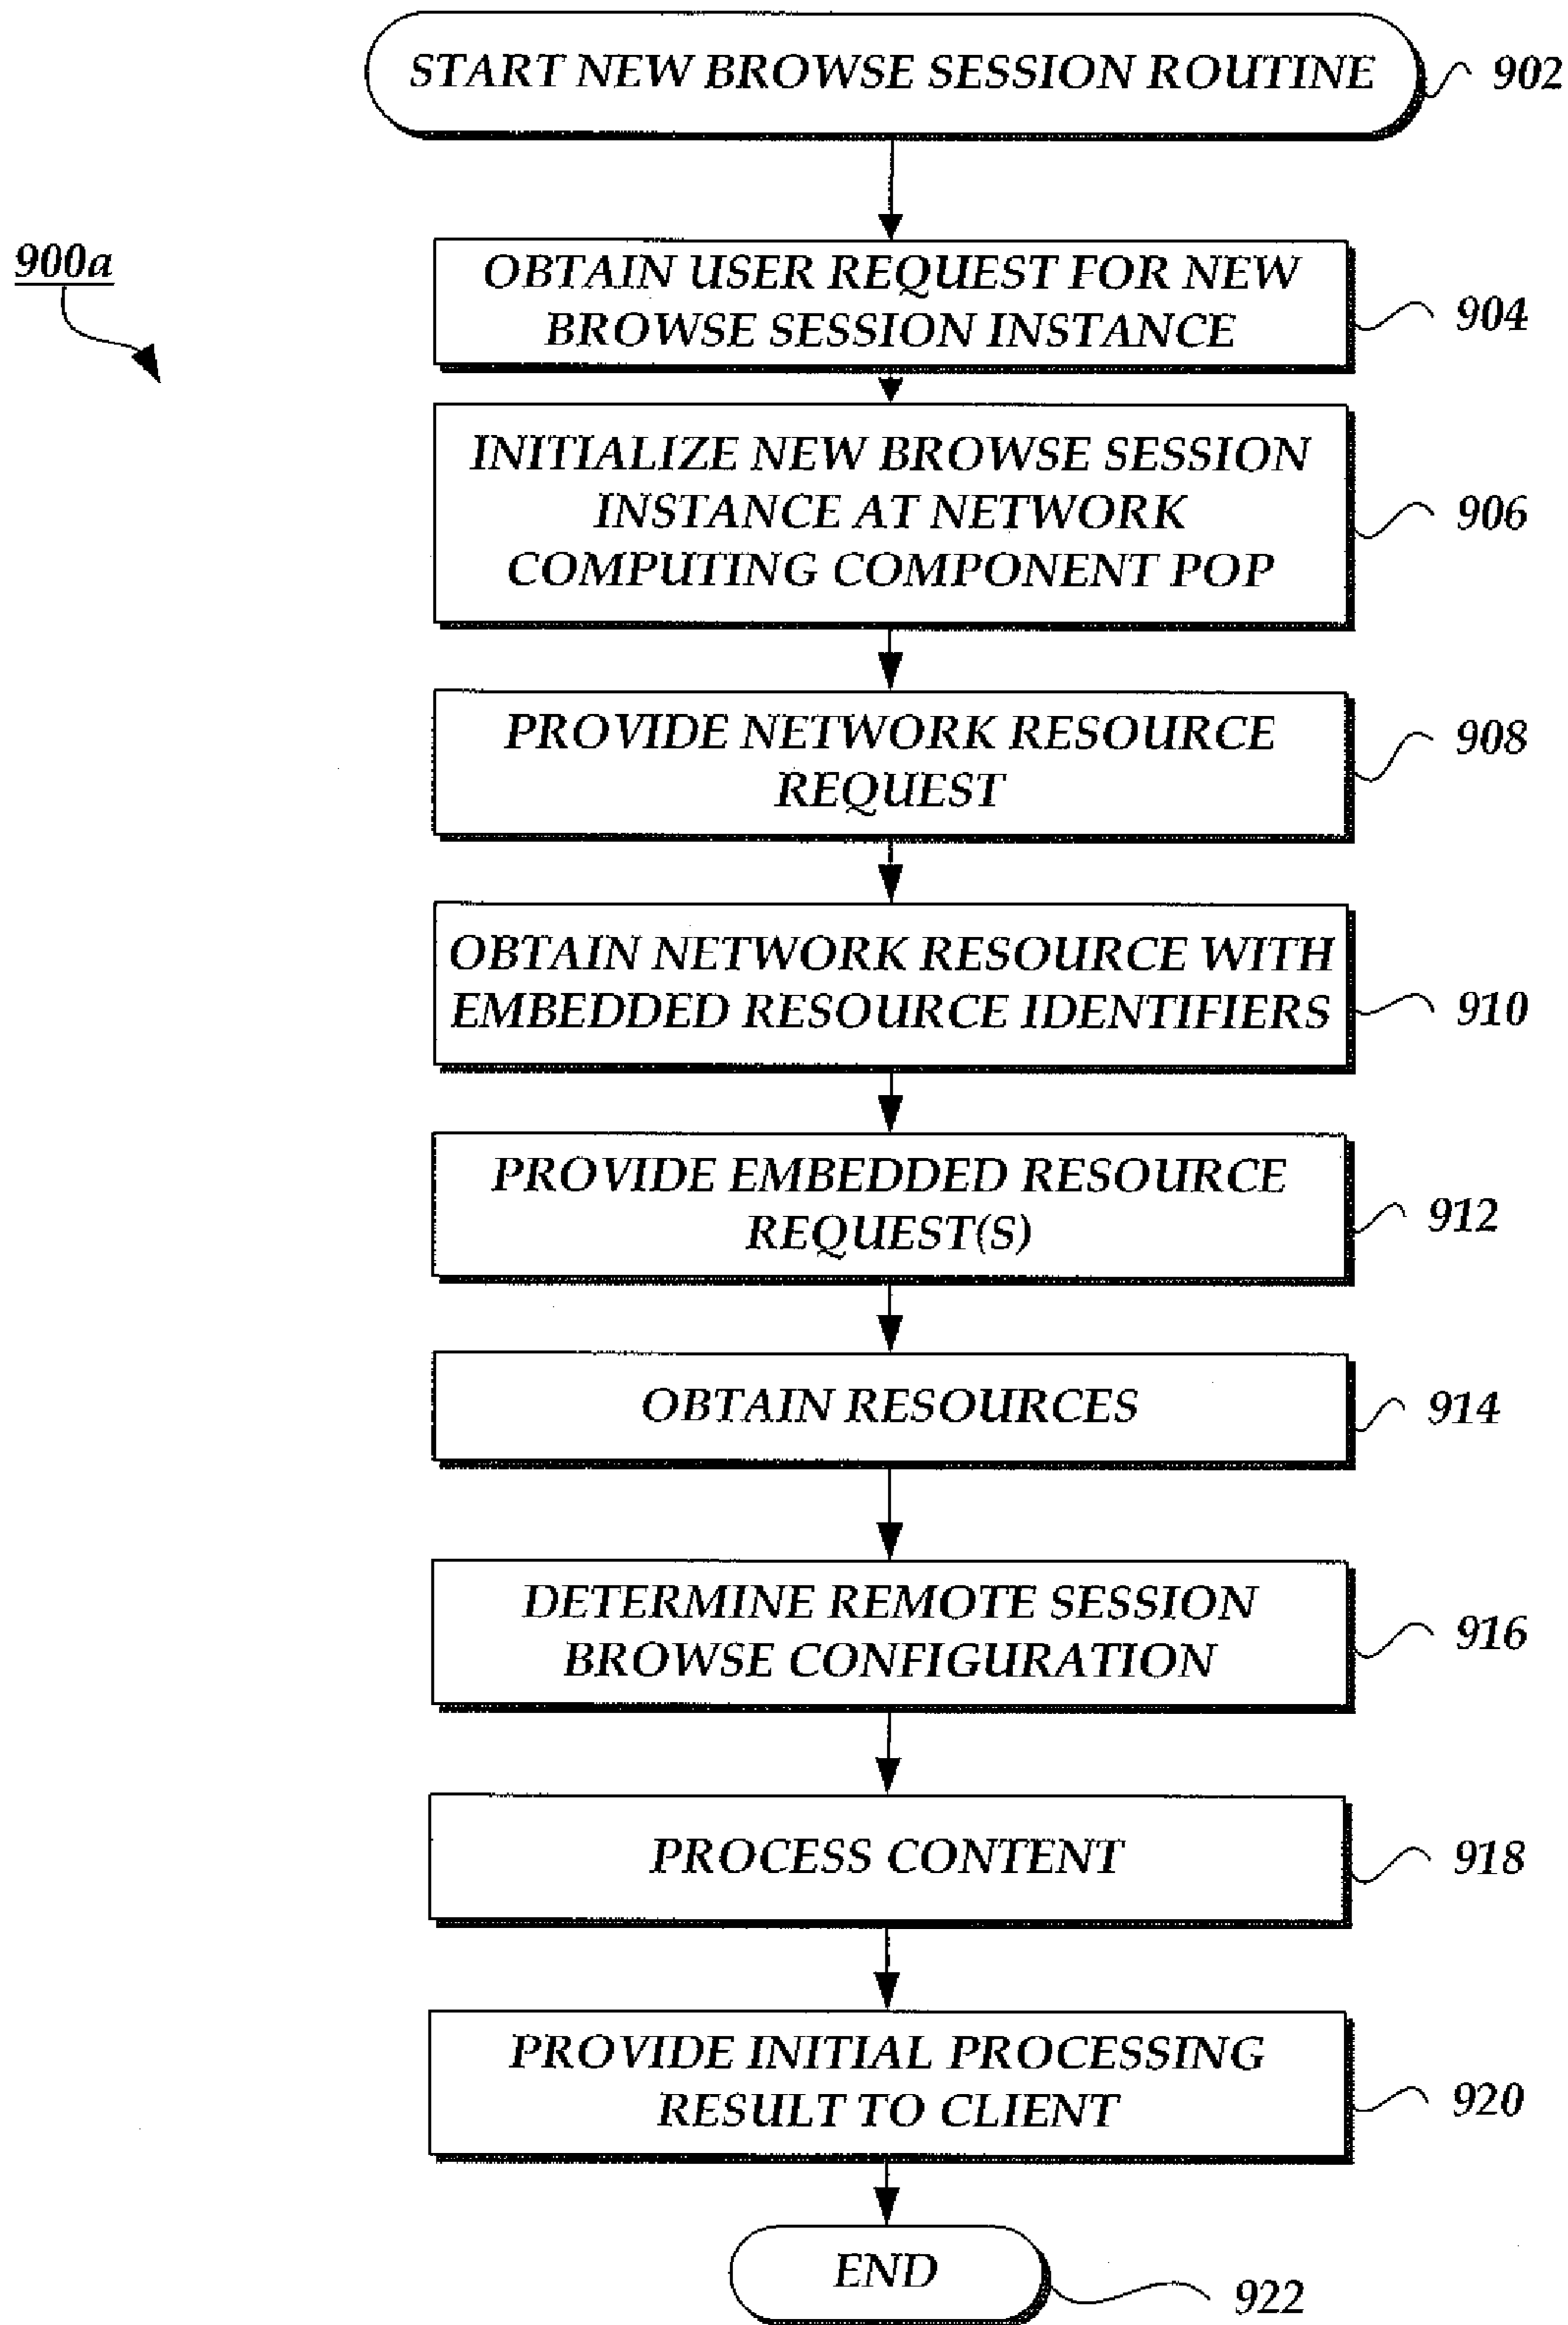 START NEW BROWSE SESSION ROUTINE
902
900a
OBTAIN USER REQUEST FOR NEW
BROWSE SESSION INSTANCE
904
INITIALIZE NEW BROWSE SESSION
INSTANCE AT NETWORK
COMPUTING COMPONENT POP
906
PROVIDE NETWORK RESOURCE
REQUEST
908
OBTAIN NETWORK RESOURCE WITH
EMBEDDED RESOURCE IDENTIFIERS
910
PROVIDE EMBEDDED RESOURCE
REQUEST(S)
912
OBTAIN RESOURCES
914
DETERMINE REMOTE SESSION
BROWSE CONFIGURATION
916
PROCESS CONTENT
918
PROVIDE INITIAL PROCESSING
RESULT TO CLIENT
920
END
922